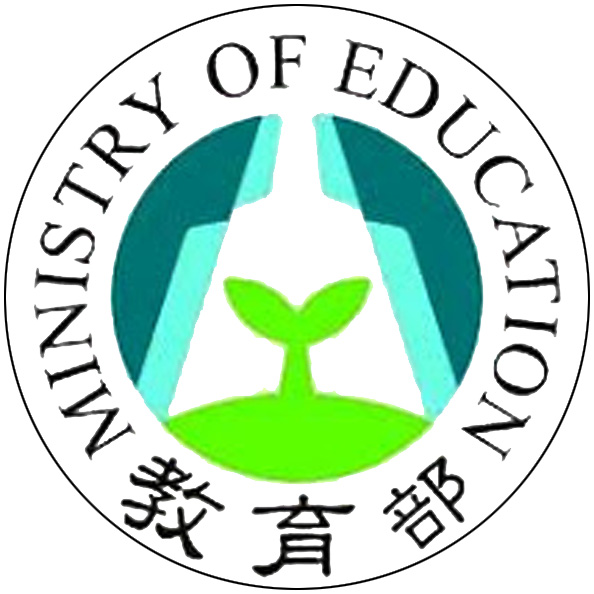 MINISTRY OF EDUCATION
教育部